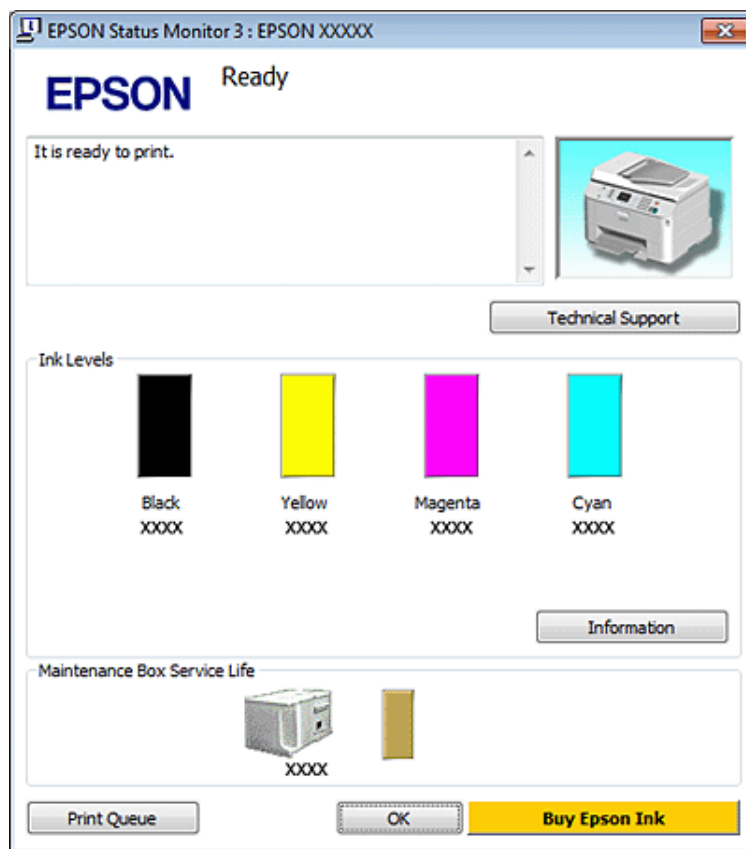 EPSON Status Monitor 3 : EPSON XXXXX
EPSON
Ready
It is ready to print.
Technical Support
Ink Levels
Black Yellow Magenta Cyan
XXXX XXXX XXXX XXXX
Information
Maintenance Box Service Life
XXXX
Print Queue OK Buy Epson Ink